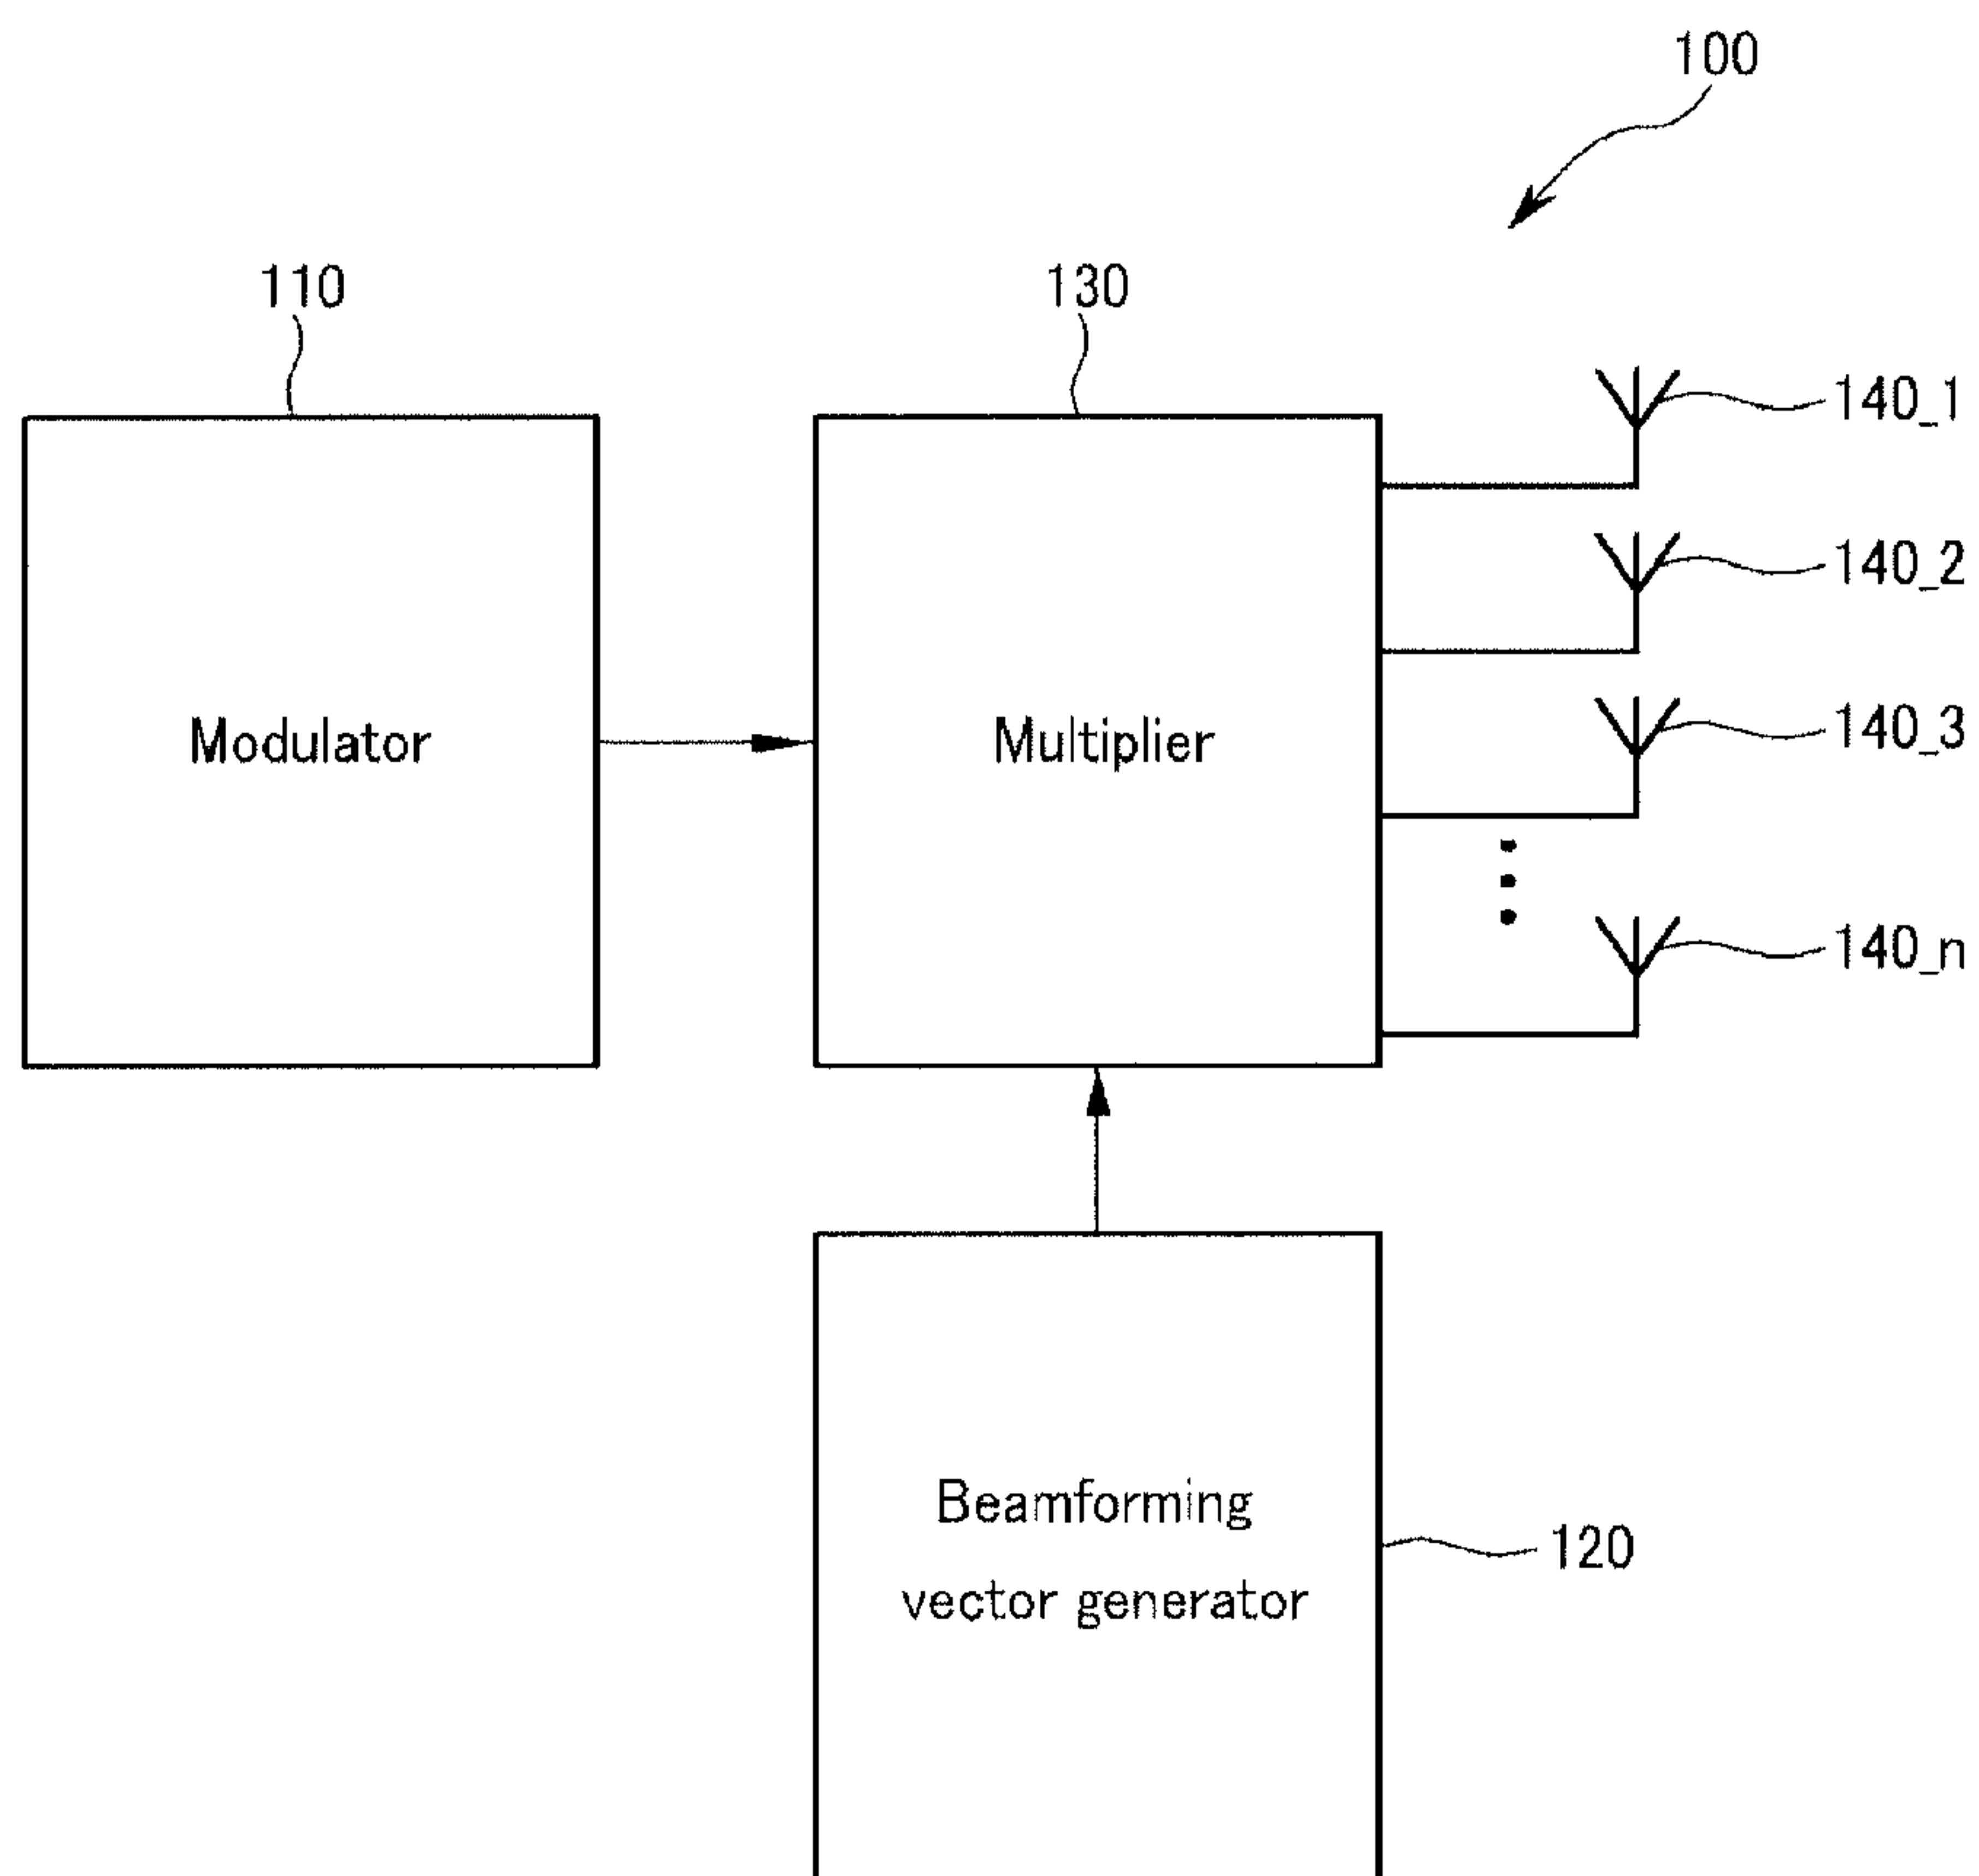 100
110
130
140_1
140_2
Modulator
Multiplier
140_3
140_n
Beamforming
vector generator
120